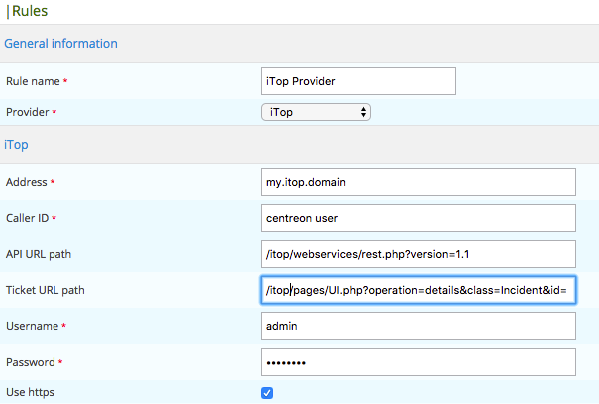 Rules
General information
Rule name * iTop Provider
Provider * iTop
iTop
Address * my.itop.domain
Caller ID * centreon user
API URL path /itop/webservices/rest.php?version=1.1
Ticket URL path /itop/pages/UI.php?operation=details&class=Incident&id=
Username * admin
Password * ••••••••
Use https